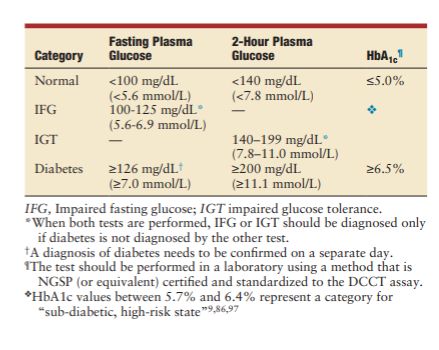 Category Fasting Plasma Glucose 2-Hour Plasma Glucose HbA1c¶
Normal <100 mg/dL <140 mg/dL ≤5.0%
(<5.6 mmol/L) (<7.8 mmol/L)
IFG 100-125 mg/dL* — ❖
(5.6-6.9 mmol/L)
IGT — 140–199 mg/dL*
(7.8–11.0 mmol/L)
Diabetes ≥126 mg/dL† ≥200 mg/dL ≥6.5%
(≥7.0 mmol/L) (≥11.1 mmol/L)
IFG, Impaired fasting glucose; IGT impaired glucose tolerance.
*When both tests are performed, IFG or IGT should be diagnosed only
if diabetes is not diagnosed by the other test.
†A diagnosis of diabetes needs to be confirmed on a separate day.
¶The test should be performed in a laboratory using a method that is
NGSP (or equivalent) certified and standardized to the DCCT assay.
❖HbA1c values between 5.7% and 6.4% represent a category for
“sub-diabetic, high-risk state”9,86,97